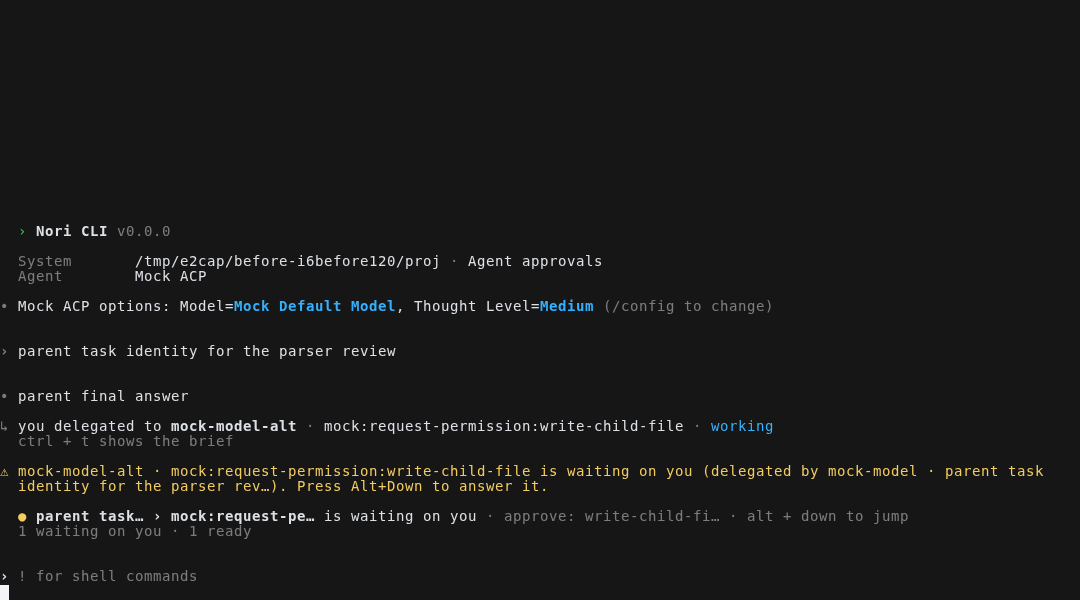 › Nori CLI v0.0.0
System /tmp/e2cap/before-i6before120/proj · Agent approvals
Agent Mock ACP
• Mock ACP options: Model=Mock Default Model, Thought Level=Medium (/config to change)
› parent task identity for the parser review
• parent final answer
↳ you delegated to mock-model-alt · mock:request-permission:write-child-file · working
ctrl + t shows the brief
⚠ mock-model-alt · mock:request-permission:write-child-file is waiting on you (delegated by mock-model · parent task
identity for the parser rev…). Press Alt+Down to answer it.
● parent task… › mock:request-pe… is waiting on you · approve: write-child-fi… · alt + down to jump
1 waiting on you · 1 ready
› ! for shell commands